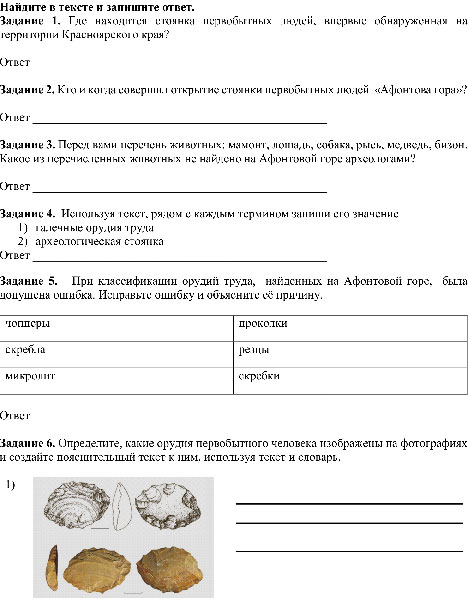 Найдите в тексте и запишите ответ.
Задание 1. Где находится стоянка первобытных людей, впервые обнаруженная на
территории Красноярского края?
Ответ
Задание 2. Кто и когда совершил открытие стоянки первобытных людей «Афонтова гора»?
Ответ
Задание 3. Перед вами перечень животных: мамонт, лошадь, собака, рысь, медведь, бизон.
Какое из перечисленных животных не найдено на Афонтовой горе археологами?
Ответ
Задание 4. Используя текст, рядом с каждым термином запиши его значение
1) галечные орудия труда
2) археологическая стоянка
Ответ
Задание 5. При классификации орудий труда, найденных на Афонтовой горе, была
допущена ошибка. Исправьте ошибку и объясните её причину.
чопперы проколки
скребла резцы
микролит скребки
Ответ
Задание 6. Определите, какие орудия первобытного человека изображены на фотографиях
и создайте пояснительный текст к ним, используя текст и словарь.
1)